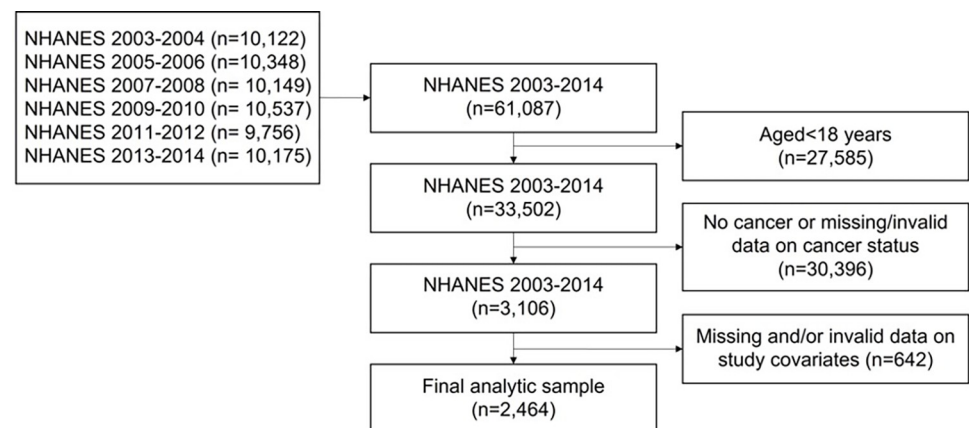 NHANES 2003-2004 (n=10,122)
NHANES 2005-2006 (n=10,348)
NHANES 2007-2008 (n= 10,149)
NHANES 2009-2010 (n= 10,537)
NHANES 2011-2012 (n= 9,756)
NHANES 2013-2014 (n= 10,175)
NHANES 2003-2014
(n=61,087)
Aged<18 years
(n=27,585)
NHANES 2003-2014
(n=33,502)
No cancer or missing/invalid
data on cancer status
(n=30,396)
NHANES 2003-2014
(n=3,106)
Missing and/or invalid data on
study covariates (n=642)
Final analytic sample
(n=2,464)